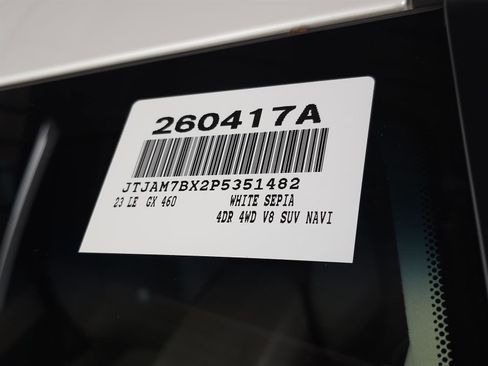 260417A
JTJAM7BX2P5351482
23 LE GX 460 WHITE SEPIA
4DR 4WD V8 SUV NAVI